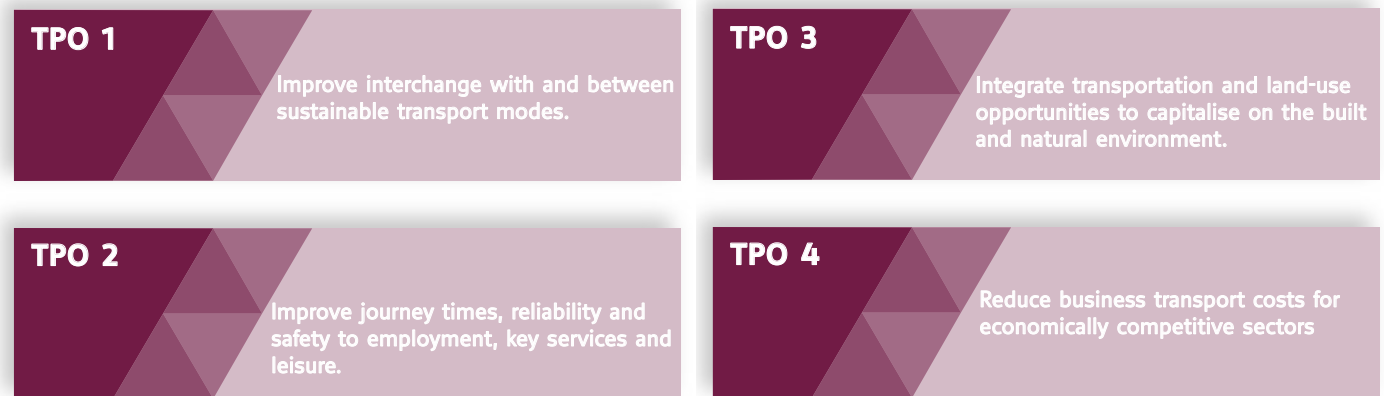 TPO 1
Improve interchange with and between
sustainable transport modes.
TPO 2
Improve journey times, reliability and
safety to employment, key services and
leisure.
TPO 3
Integrate transportation and land-use
opportunities to capitalise on the built
and natural environment.
TPO 4
Reduce business transport costs for
economically competitive sectors